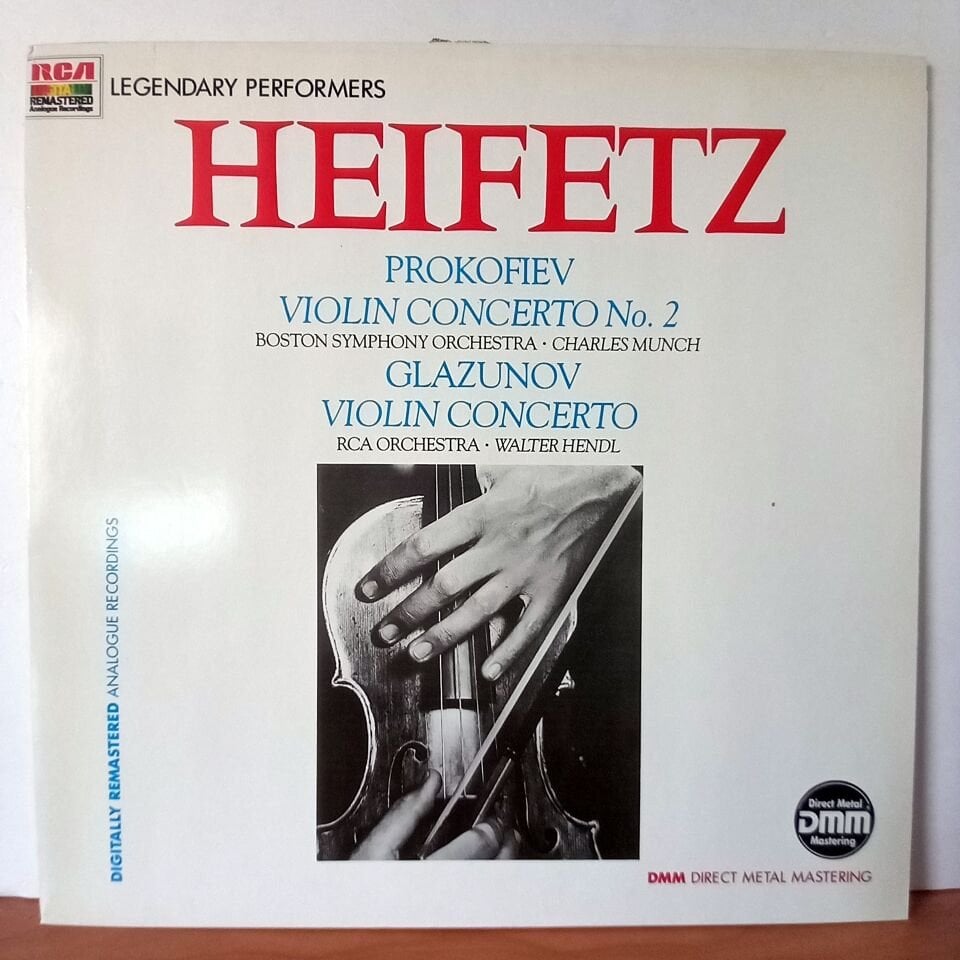 RCA
DIGITAL
REMASTERED
Analogue Recordings
LEGENDARY PERFORMERS
HEIFETZ
PROKOFIEV
VIOLIN CONCERTO No. 2
BOSTON SYMPHONY ORCHESTRA · CHARLES MUNCH
GLAZUNOV
VIOLIN CONCERTO
RCA ORCHESTRA · WALTER HENDL
DIGITALLY REMASTERED ANALOGUE RECORDINGS
Direct Metal
DMM
Mastering
DMM DIRECT METAL MASTERING